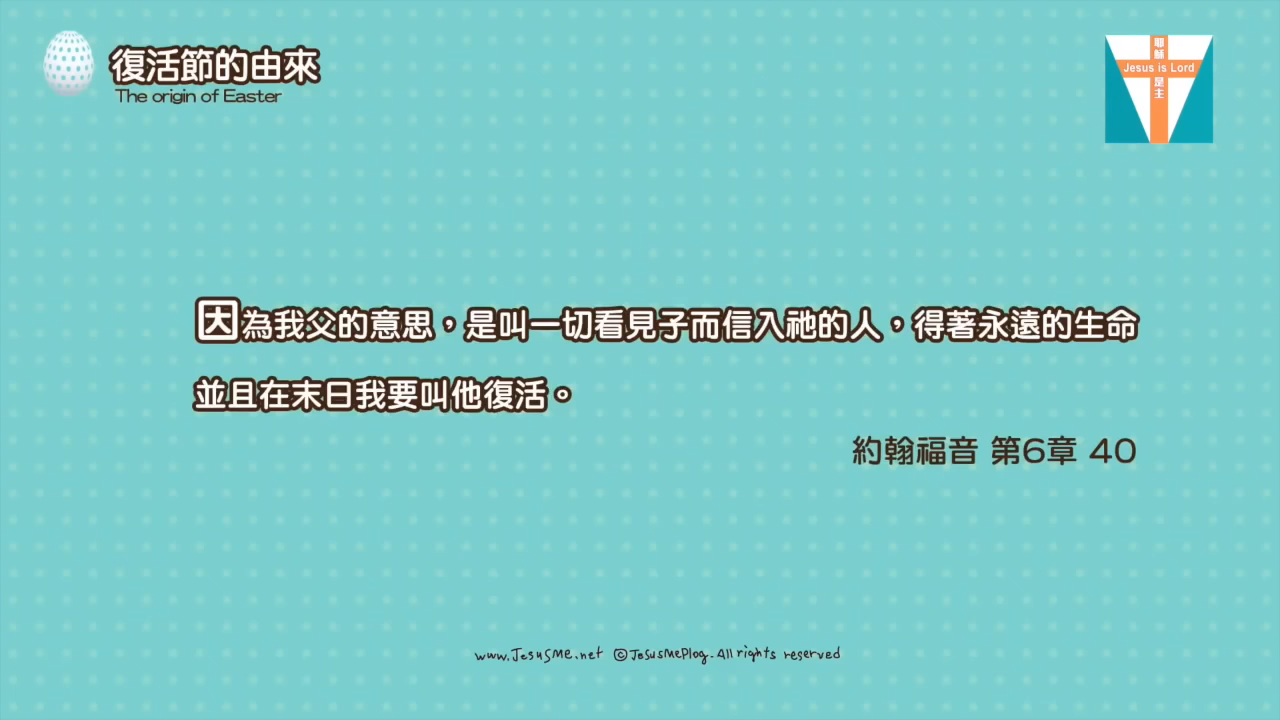 復活節的由來
The origin of Easter
耶穌
Jesus is Lord
是主
因為我父的意思，是叫一切看見子而信入祂的人，得著永遠的生命
並且在末日我要叫他復活。
約翰福音 第6章 40
www.JesusMe.net ©JesusMePlog. All rights reserved